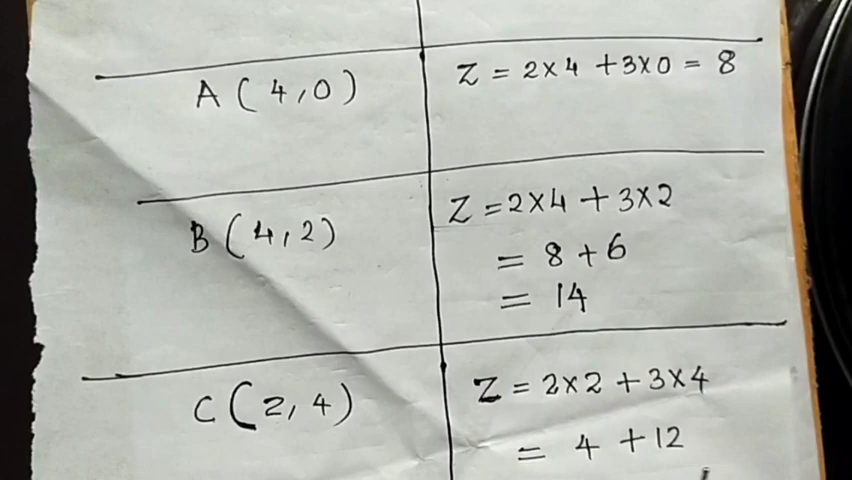 A (4,0) Z = 2×4 +3×0 = 8
B (4,2) Z = 2×4 + 3×2
= 8 + 6
= 14
C (2,4) Z = 2×2 + 3×4
= 4 + 12